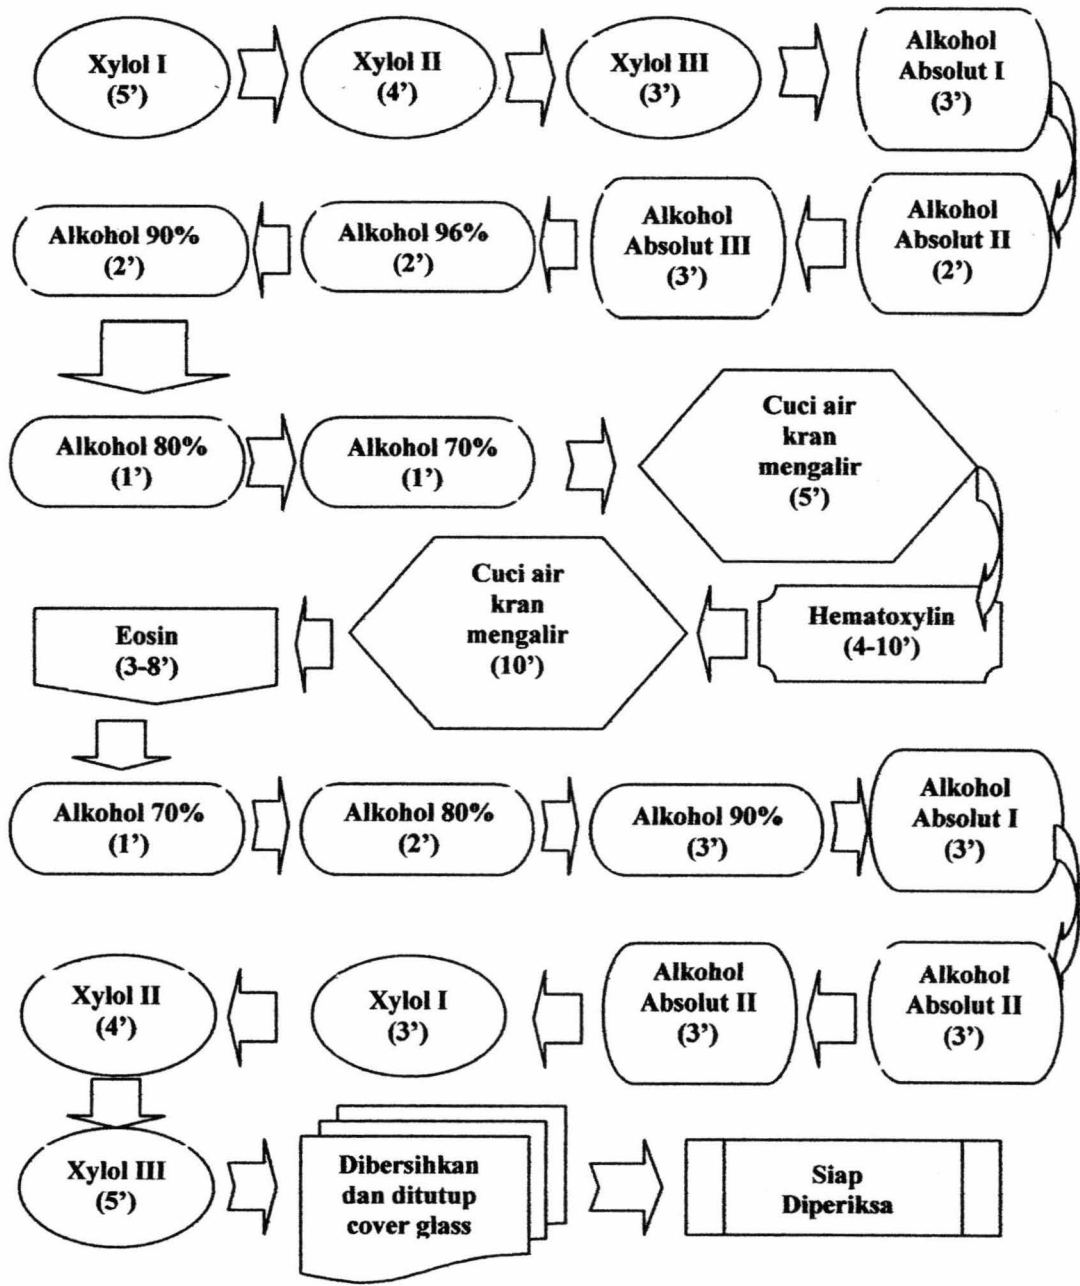 Xylol I
(5’)
Xylol II
(4’)
Xylol III
(3’)
Alkohol
Absolut I
(3’)
Alkohol
Absolut II
(2’)
Alkohol
Absolut III
(3’)
Alkohol 96%
(2’)
Alkohol 90%
(2’)
Alkohol 80%
(1’)
Alkohol 70%
(1’)
Cuci air
kran
mengalir
(5’)
Hematoxylin
(4-10’)
Cuci air
kran
mengalir
(10’)
Eosin
(3-8’)
Alkohol 70%
(1’)
Alkohol 80%
(2’)
Alkohol 90%
(3’)
Alkohol
Absolut I
(3’)
Alkohol
Absolut II
(3’)
Alkohol
Absolut II
(3’)
Xylol I
(3’)
Xylol II
(4’)
Xylol III
(5’)
Dibersihkan
dan ditutup
cover glass
Siap
Diperiksa